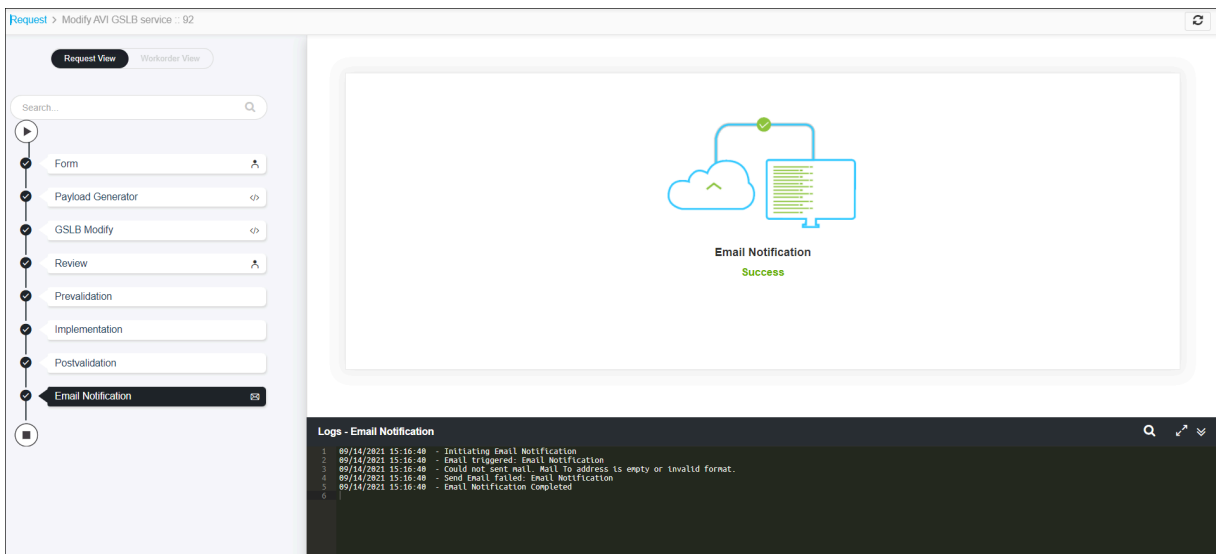 Request > Modify AVI GSLB service :: 92
Request View
Workorder View
Search...
Form
Payload Generator
</>
GSLB Modify
</>
Review
Prevalidation
Implementation
Postvalidation
Email Notification
Email Notification
Success
Logs - Email Notification
1 09/14/2021 15:16:40 - Initiating Email Notification
2 09/14/2021 15:16:40 - Email triggered: Email Notification
3 09/14/2021 15:16:40 - Could not sent mail. Mail To address is empty or invalid format.
4 09/14/2021 15:16:40 - Send Email failed: Email Notification
5 09/14/2021 15:16:40 - Email Notification Completed
6